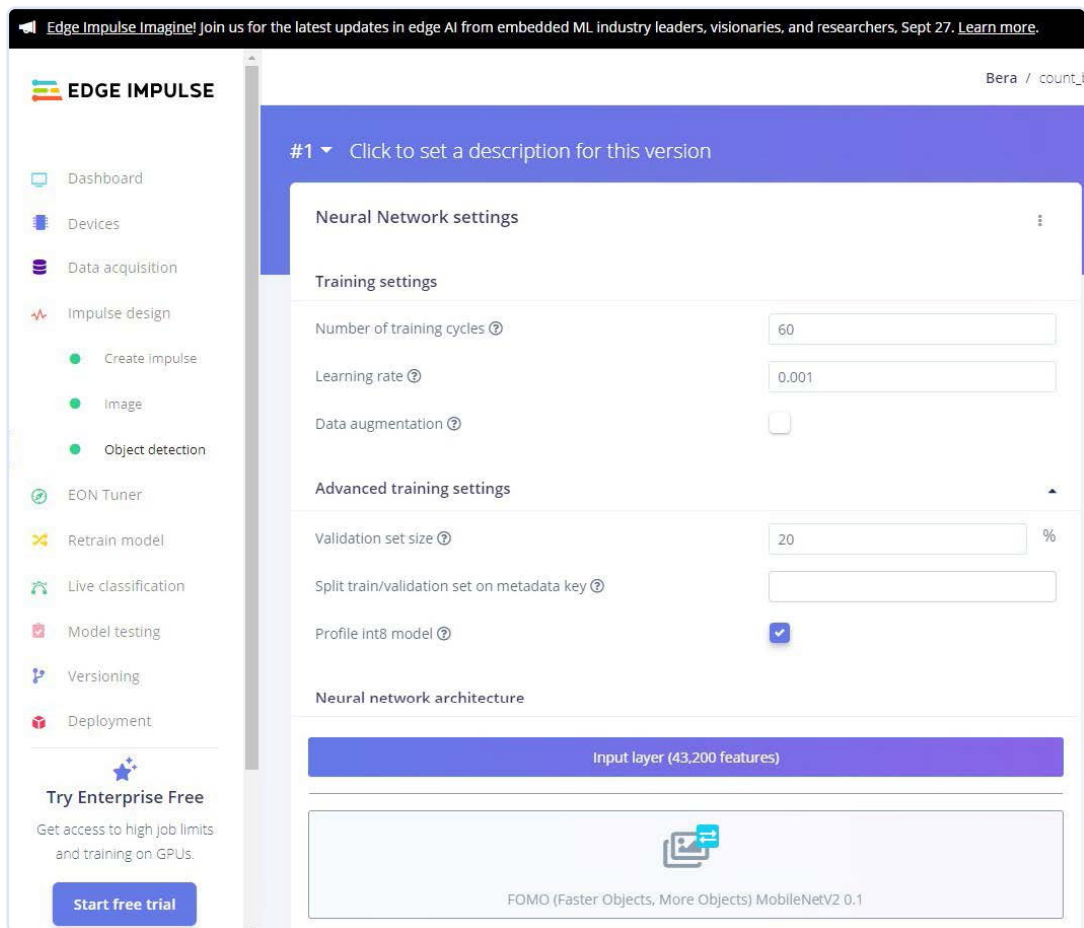 Edge Impulse Imagine! Join us for the latest updates in edge AI from embedded ML industry leaders, visionaries, and researchers, Sept 27. Learn more.
EDGE IMPULSE
Dashboard
Devices
Data acquisition
Impulse design
Create impulse
Image
Object detection
EON Tuner
Retrain model
Live classification
Model testing
Versioning
Deployment
Try Enterprise Free
Get access to high job limits
and training on GPUs.
Start free trial
Bera / count_
#1 Click to set a description for this version
Neural Network settings
Training settings
Number of training cycles ?
60
Learning rate ?
0.001
Data augmentation ?
Advanced training settings
Validation set size ?
20 %
Split train/validation set on metadata key ?
Profile int8 model ?
Neural network architecture
Input layer (43,200 features)
FOMO (Faster Objects, More Objects) MobileNetV2 0.1